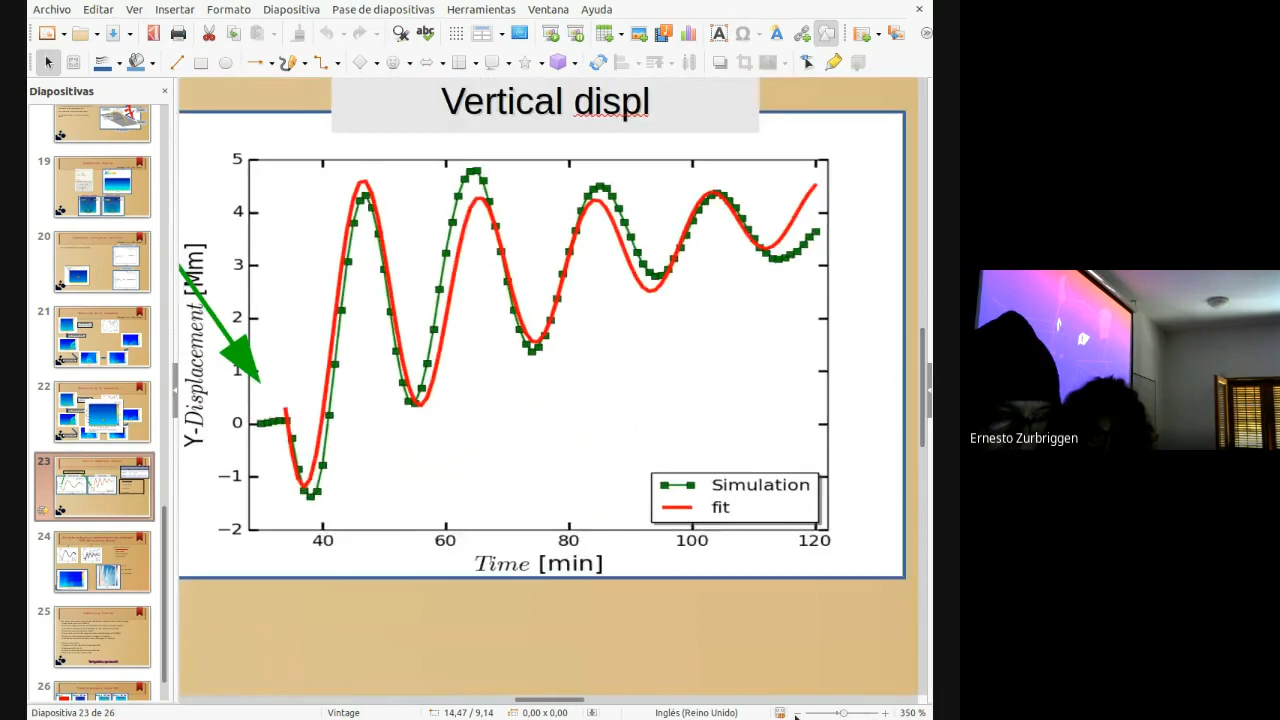 Archivo Editar Ver Insertar Formato Diapositiva Pase de diapositivas Herramientas Ventana Ayuda
Diapositivas
19
20
21
22
23
24
25
26
Vertical displ
5
4
3
2
1
0
−1
−2
Y-Displacement [Mm]
40 60 80 100 120
Time [min]
Simulation
fit
Ernesto Zurbriggen
Diapositiva 23 de 26 Vintage 14,47 / 9,14 0,00 x 0,00 Inglés (Reino Unido) 350 %